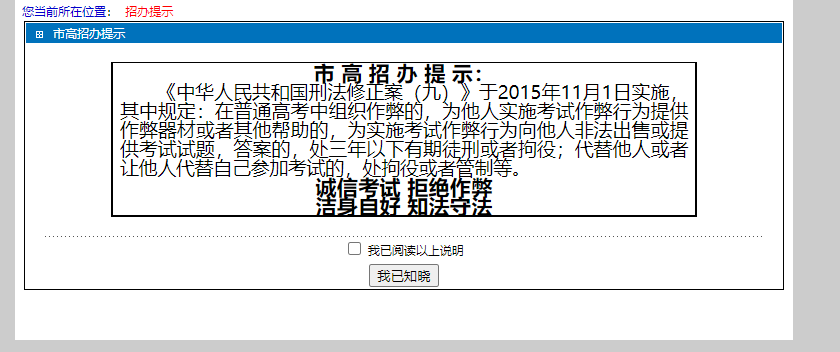 您当前所在位置： 招办提示
市高招办提示
市 高 招 办 提 示：
《中华人民共和国刑法修正案（九）》于2015年11月1日实施，
其中规定：在普通高考中组织作弊的，为他人实施考试作弊行为提供
作弊器材或者其他帮助的，为实施考试作弊行为向他人非法出售或提
供考试试题，答案的，处三年以下有期徒刑或者拘役；代替他人或者
让他人代替自己参加考试的，处拘役或者管制等。
诚信考试 拒绝作弊
洁身自好 知法守法
我已阅读以上说明
我已知晓